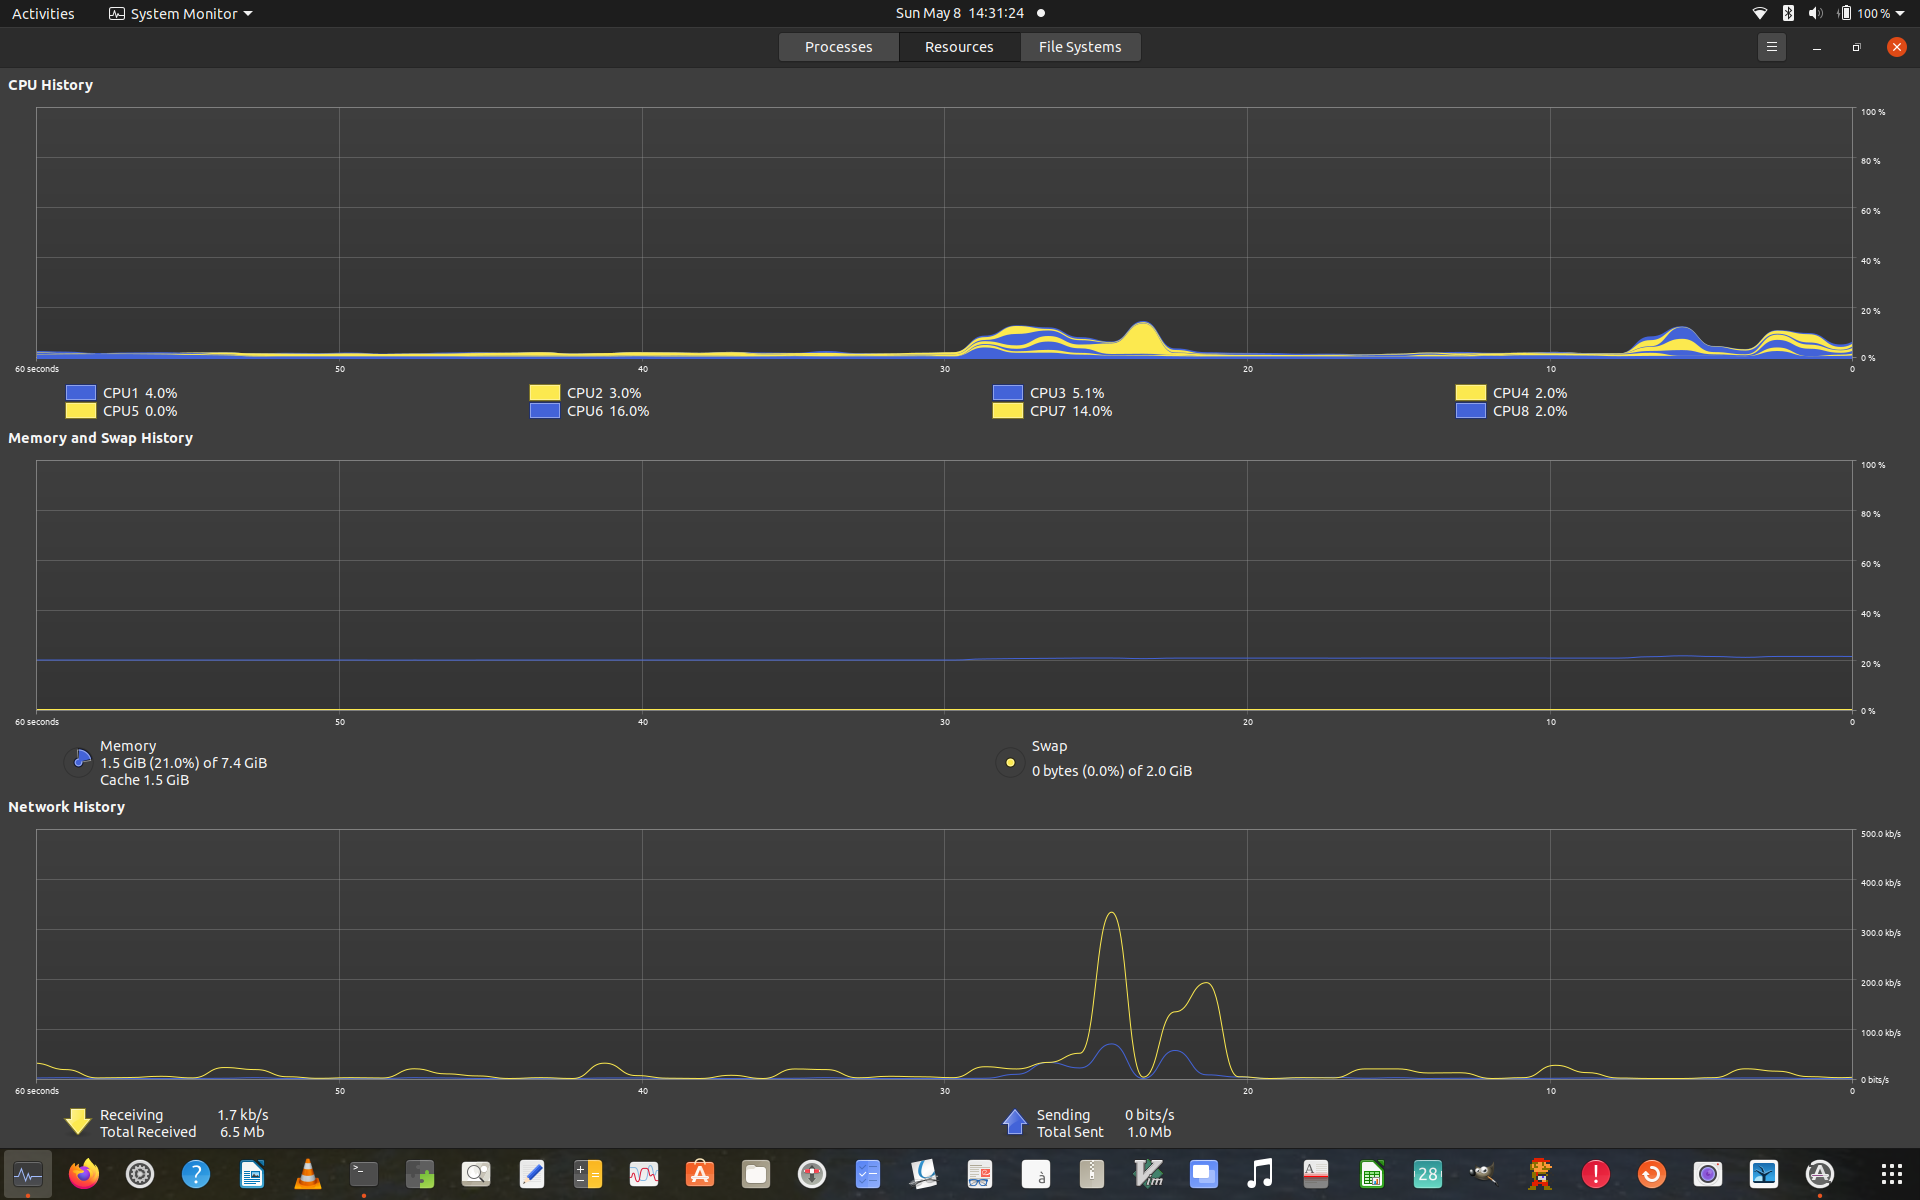 Activities
System Monitor
Sun May 8 14:31:24
100 %
Processes
Resources
File Systems
CPU History
100 %
80 %
60 %
40 %
20 %
0 %
60 seconds 50 40 30 20 10 0
CPU1 4.0% CPU2 3.0% CPU3 5.1% CPU4 2.0%
CPU5 0.0% CPU6 16.0% CPU7 14.0% CPU8 2.0%
Memory and Swap History
100 %
80 %
60 %
40 %
20 %
0 %
60 seconds 50 40 30 20 10 0
Memory
1.5 GiB (21.0%) of 7.4 GiB
Cache 1.5 GiB
Swap
0 bytes (0.0%) of 2.0 GiB
Network History
500.0 kb/s
400.0 kb/s
300.0 kb/s
200.0 kb/s
100.0 kb/s
0 bits/s
60 seconds 50 40 30 20 10 0
Receiving 1.7 kb/s
Total Received 6.5 Mb
Sending 0 bits/s
Total Sent 1.0 Mb
?
>_
à
Vim
A
28
!